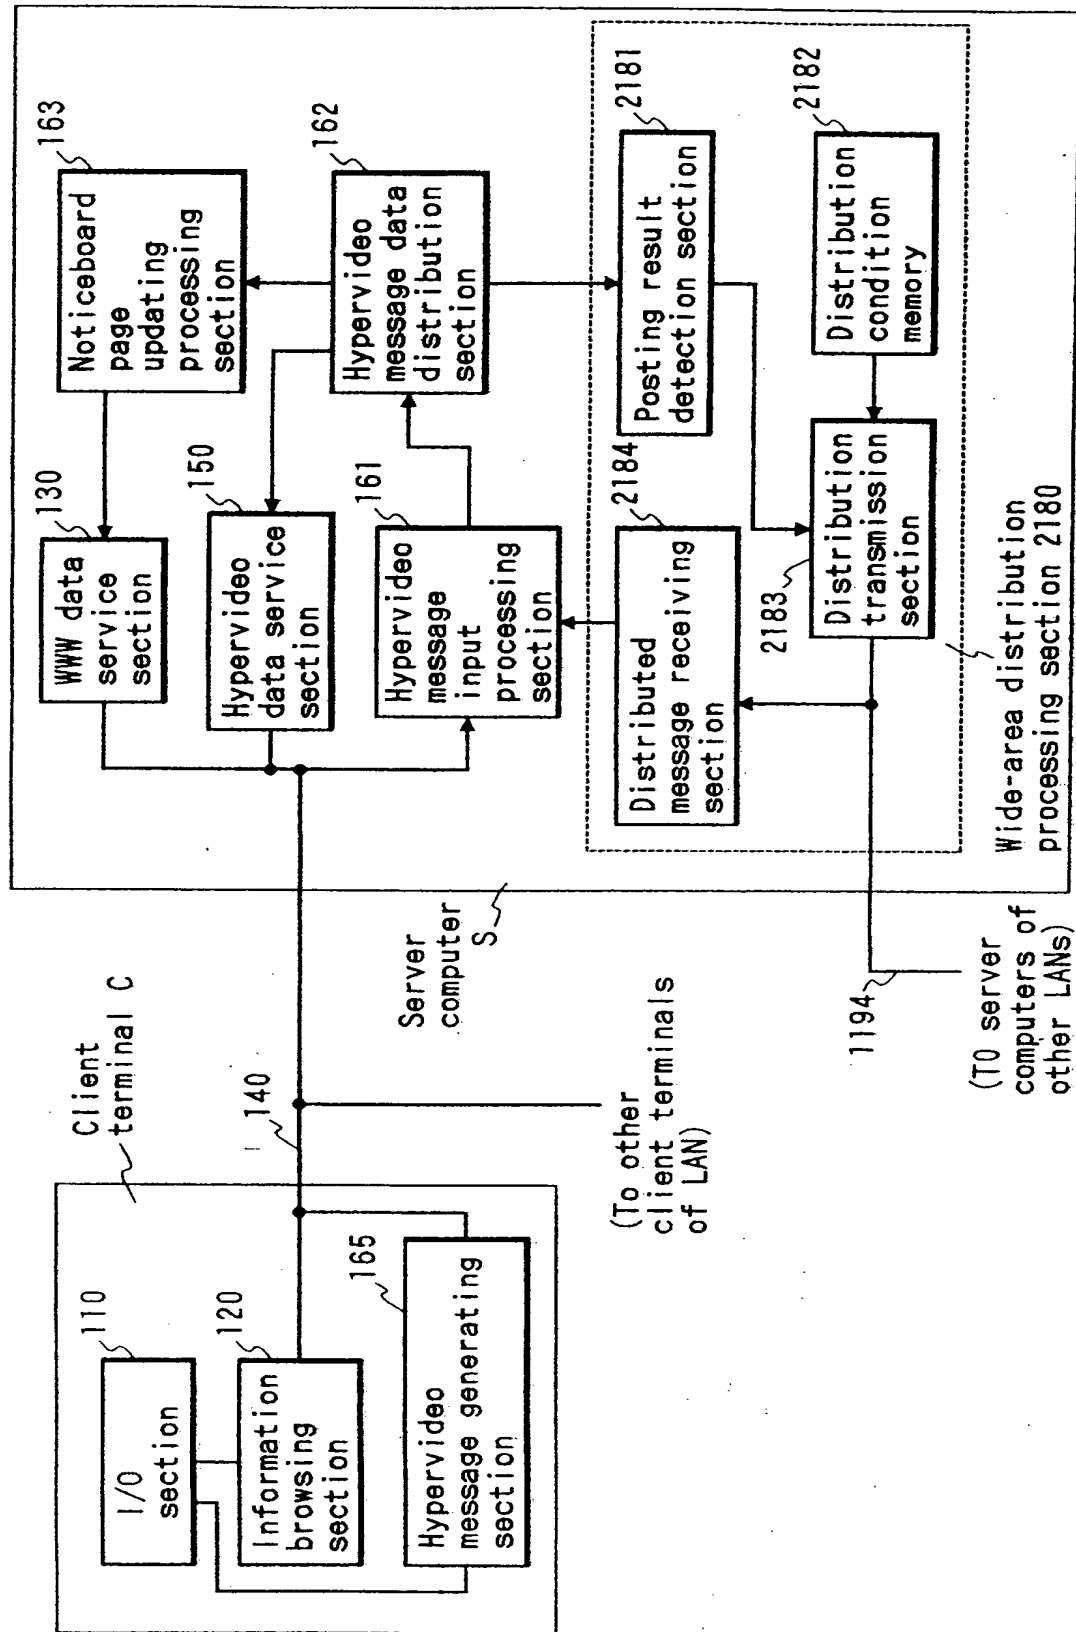 Client
terminal C
110
I/O
section
120
Information
browsing
section
165
Hypervideo
message generating
section
140
(To other
client terminals
of LAN)
Server
computer
S
163
Noticeboard
page
updating
processing
section
130
WWW data
service
section
150
Hypervideo
data service
section
162
Hypervideo
message data
distribution
section
161
Hypervideo
message
input
processing
section
2181
Posting result
detection section
2184
Distributed
message receiving
section
2182
Distribution
condition
memory
2183
Distribution
transmission
section
Wide-area distribution
processing section 2180
1194
(TO server
computers of
other LANs)